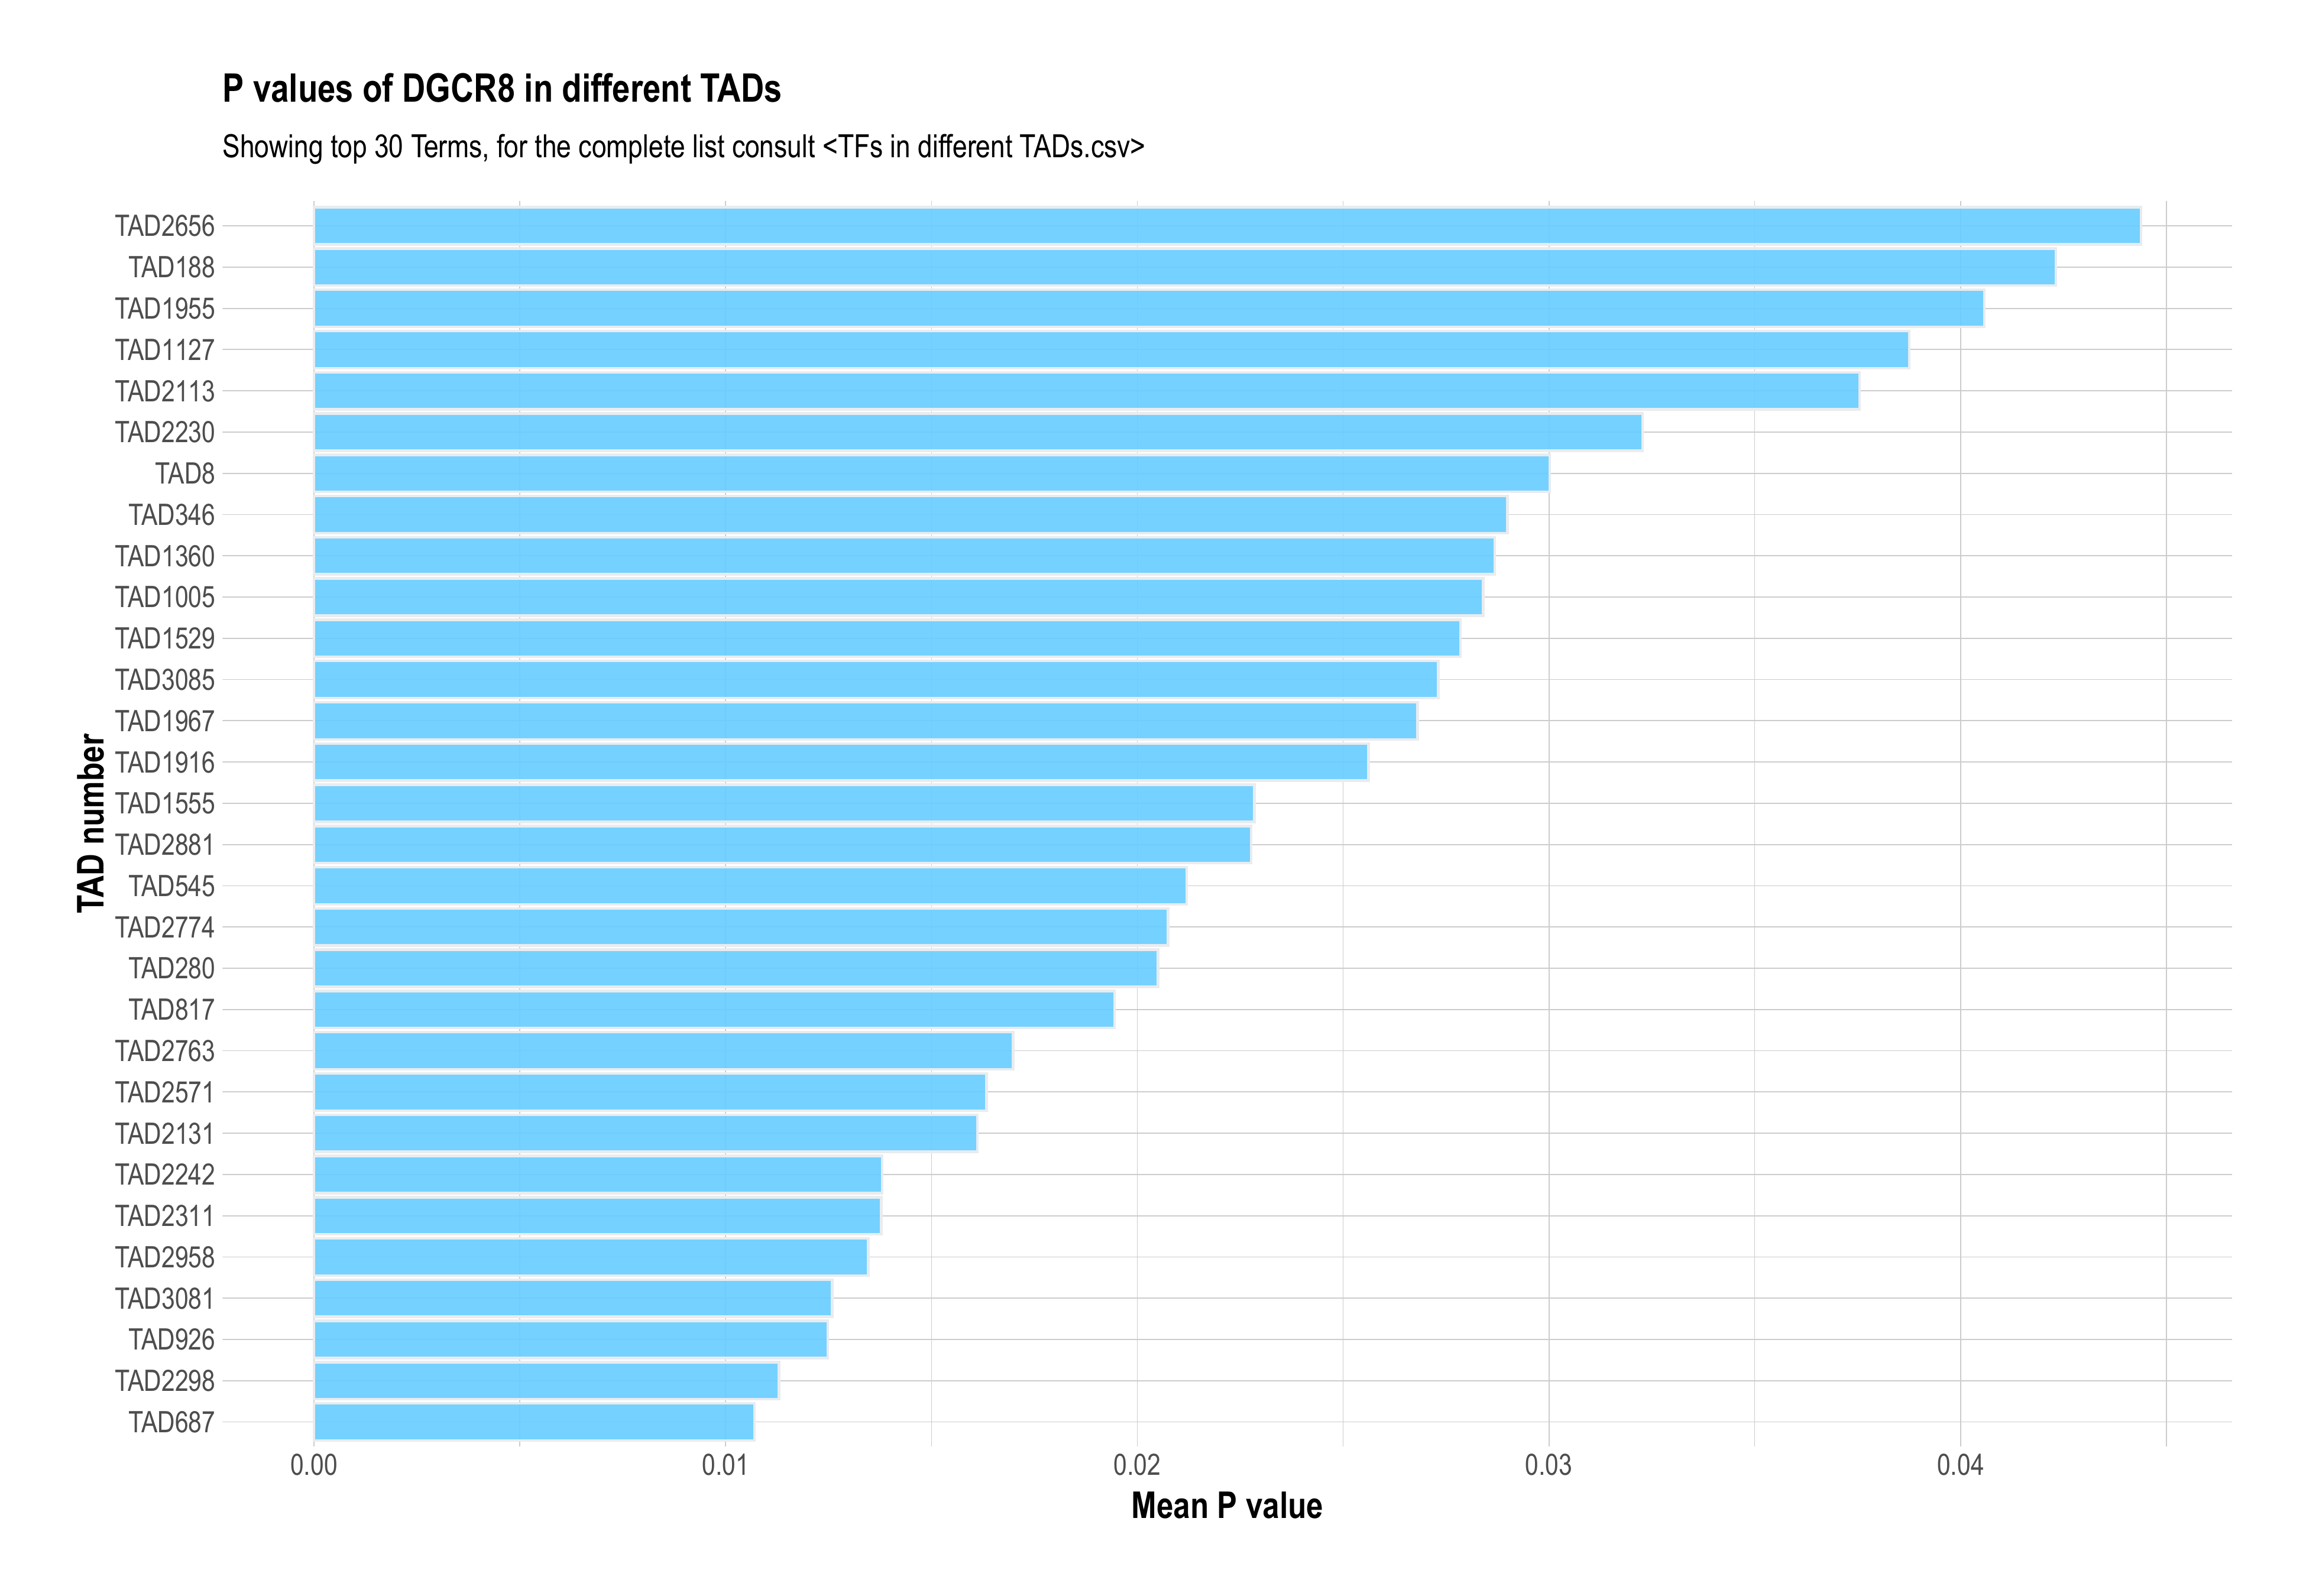 P values of DGCR8 in different TADs
Showing top 30 Terms, for the complete list consult <TFs in different TADs.csv>
TAD2656
TAD188
TAD1955
TAD1127
TAD2113
TAD2230
TAD8
TAD346
TAD1360
TAD1005
TAD1529
TAD3085
TAD1967
TAD1916
TAD1555
TAD2881
TAD545
TAD2774
TAD280
TAD817
TAD2763
TAD2571
TAD2131
TAD2242
TAD2311
TAD2958
TAD3081
TAD926
TAD2298
TAD687
TAD number
0.00 0.01 0.02 0.03 0.04
Mean P value